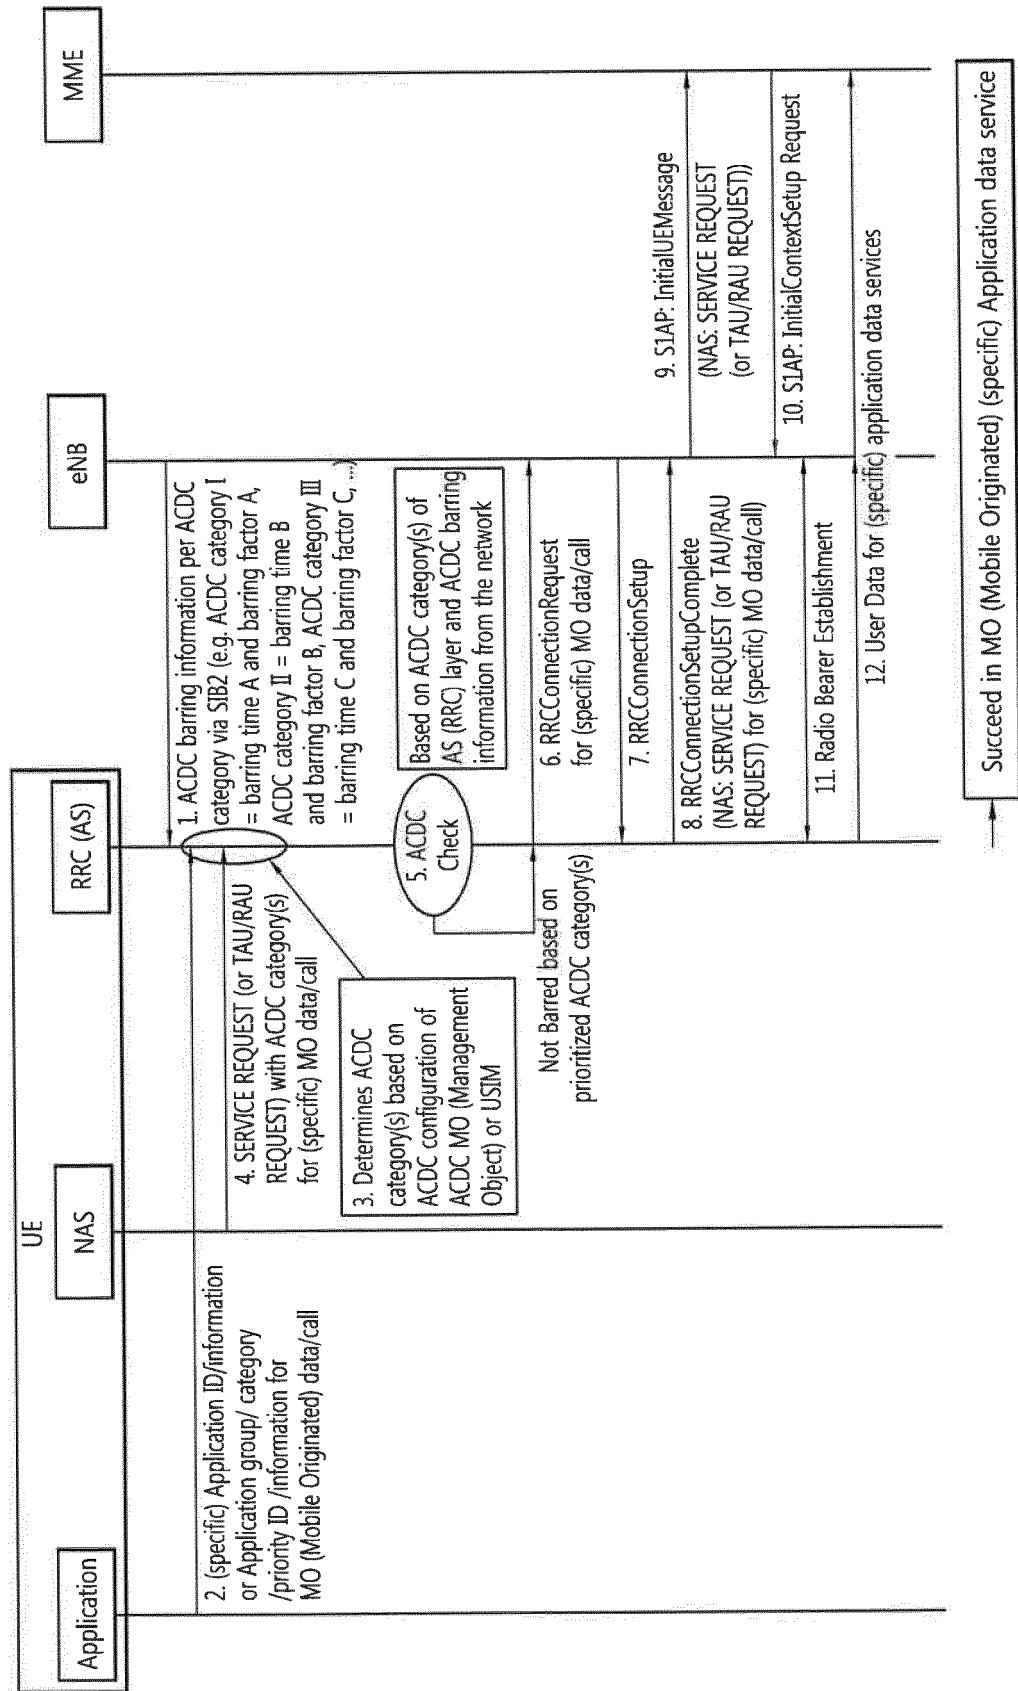 UE
Application
NAS
RRC (AS)
eNB
MME
1. ACDC barring information per ACDC
category via SIB2 (e.g. ACDC category I
= barring time A and barring factor A,
ACDC category II = barring time B
and barring factor B, ACDC category III
= barring time C and barring factor C, ...)
2. (specific) Application ID/information
or Application group/ category
/priority ID /information for
MO (Mobile Originated) data/call
4. SERVICE REQUEST (or TAU/RAU
REQUEST) with ACDC category(s)
for (specific) MO data/call
3. Determines ACDC
category(s) based on
ACDC configuration of
ACDC MO (Management
Object) or USIM
5. ACDC
Check
Based on ACDC category(s) of
AS (RRC) layer and ACDC barring
information from the network
Not Barred based on
prioritized ACDC category(s)
6. RRCConnectionRequest
for (specific) MO data/call
7. RRCConnectionSetup
8. RRCConnectionSetupComplete
(NAS: SERVICE REQUEST (or TAU/RAU
REQUEST) for (specific) MO data/call)
9. S1AP: InitialUEMessage
(NAS: SERVICE REQUEST
(or TAU/RAU REQUEST))
10. S1AP: InitialContextSetup Request
11. Radio Bearer Establishment
12. User Data for (specific) application data services
Succeed in MO (Mobile Originated) (specific) Application data service